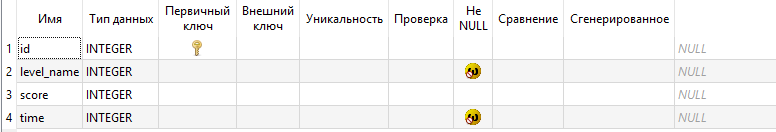 Имя Тип данных Первичный ключ Внешний ключ Уникальность Проверка Не NULL Сравнение Сгенерированное
1 id INTEGER NULL
2 level_name INTEGER NULL
3 score INTEGER NULL
4 time INTEGER NULL